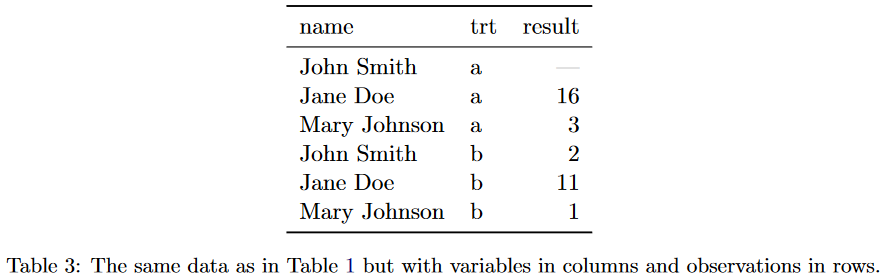 name trt result
John Smith a —
Jane Doe a 16
Mary Johnson a 3
John Smith b 2
Jane Doe b 11
Mary Johnson b 1
Table 3: The same data as in Table 1 but with variables in columns and observations in rows.